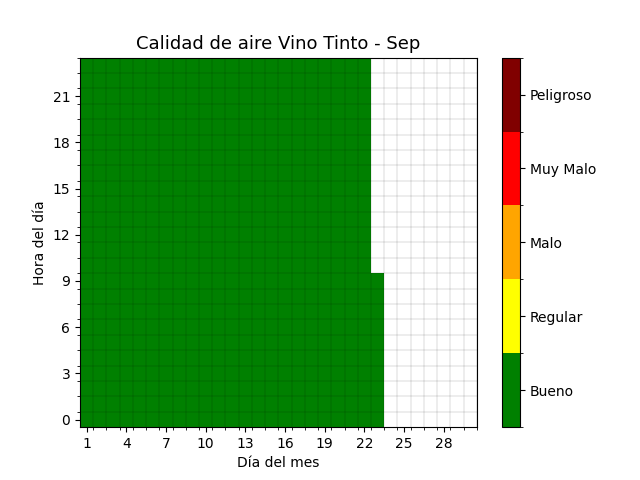 Calidad de aire Vino Tinto - Sep
Hora del día
21
18
15
12
9
6
3
0
1 4 7 10 13 16 19 22 25 28
Día del mes
Peligroso
Muy Malo
Malo
Regular
Bueno